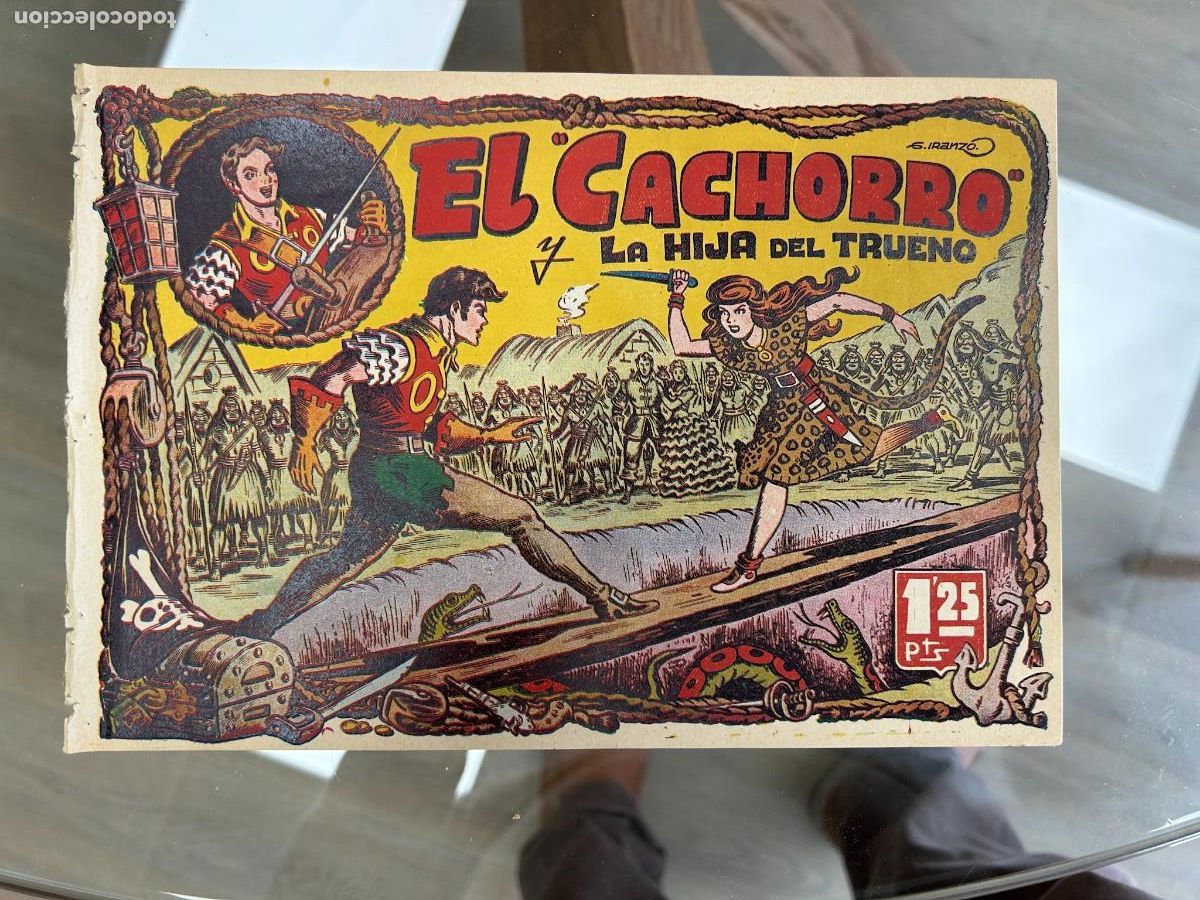 todocoleccion
G. IRANZO.
EL "CACHORRO"
Y LA HIJA DEL TRUENO
1'25
Pts